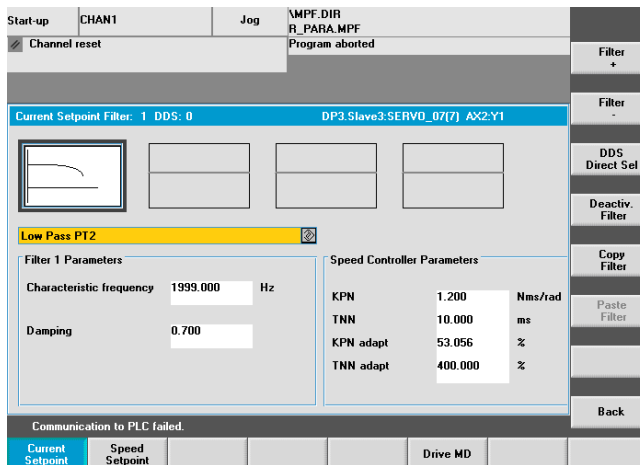 Start-up CHAN1 Jog \MPF.DIR
R_PARA.MPF
Channel reset Program aborted
Filter
+
Current Setpoint Filter: 1 DDS: 0 DP3.Slave3:SERVO_07(7) AX2:Y1
Filter
-
DDS
Direct Sel
Deactiv.
Filter
Low Pass PT2
Filter 1 Parameters
Characteristic frequency 1999.000 Hz
Damping 0.700
Speed Controller Parameters
KPN 1.200 Nms/rad
TNN 10.000 ms
KPN adapt 53.056 %
TNN adapt 400.000 %
Copy
Filter
Paste
Filter
Back
Communication to PLC failed.
Current
Setpoint
Speed
Setpoint
Drive MD